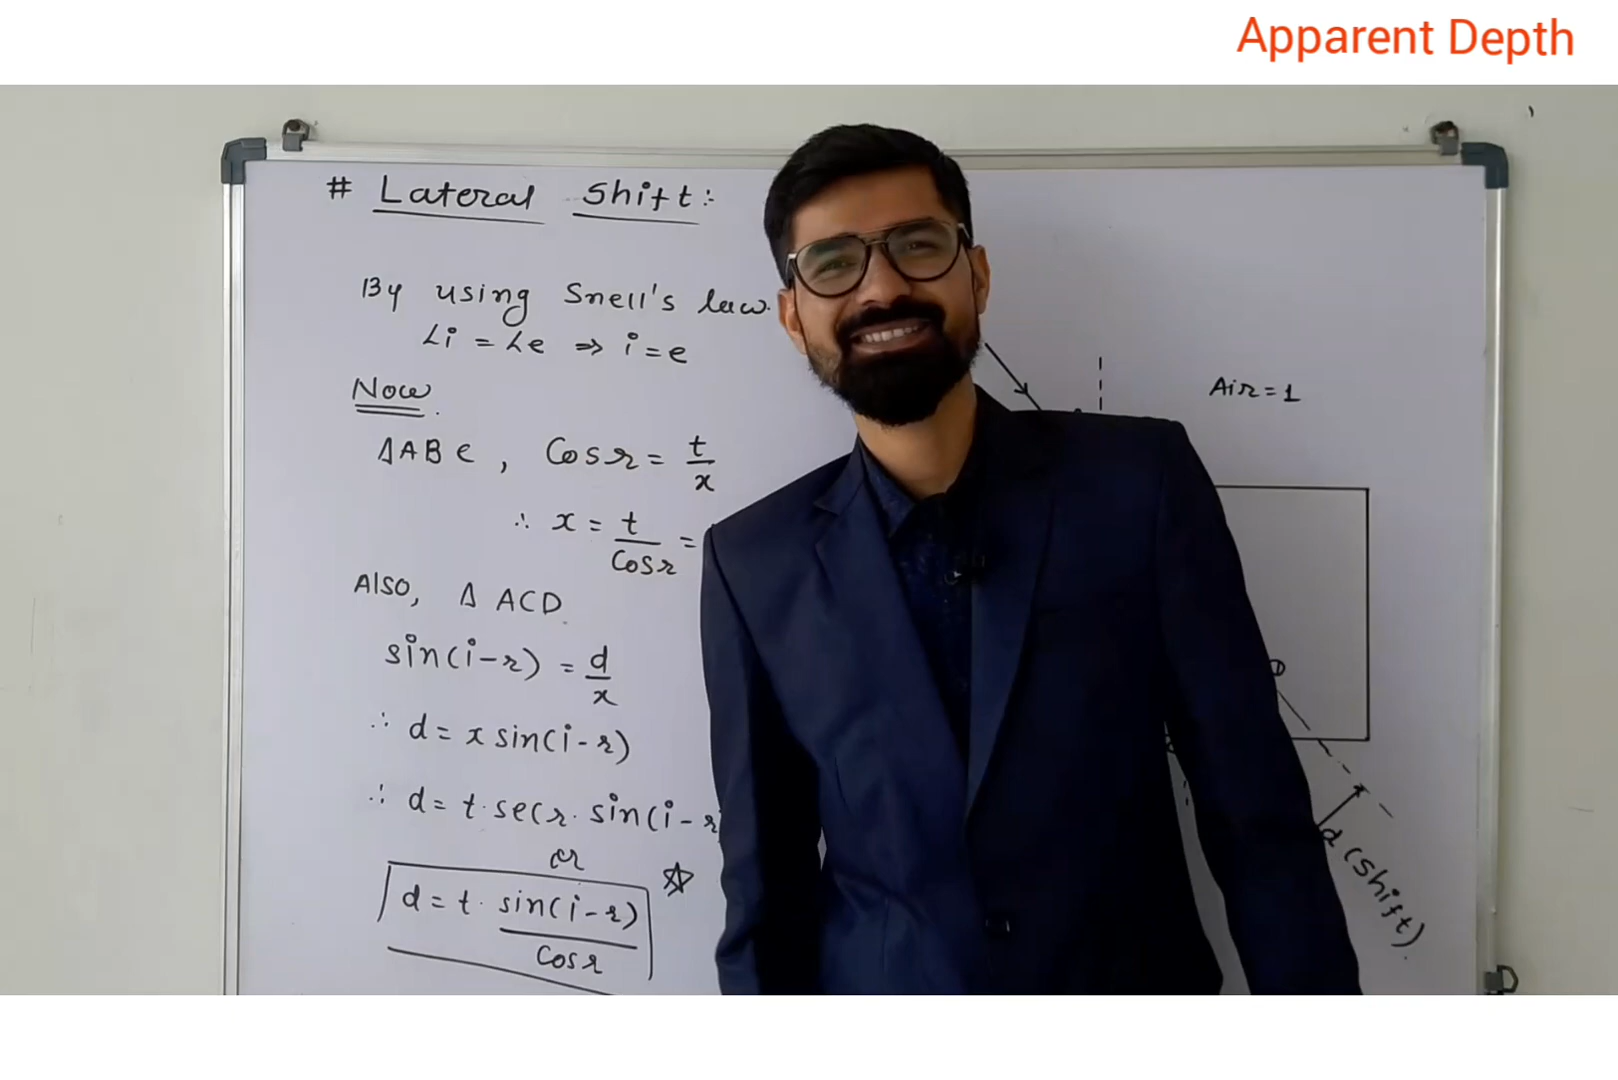 Apparent Depth
# Lateral Shift :-
By using Snell's law.
∠i = ∠e ⇒ i = e
Now
ΔABC , Cos r = t/x
∴ x = t/Cos r =
Also, Δ ACD
sin(i-r) = d/x
∴ d = x sin(i-r)
∴ d = t. sec r. sin(i-r
or
d = t. sin(i-r)/Cos r
Air = 1
d (shift).